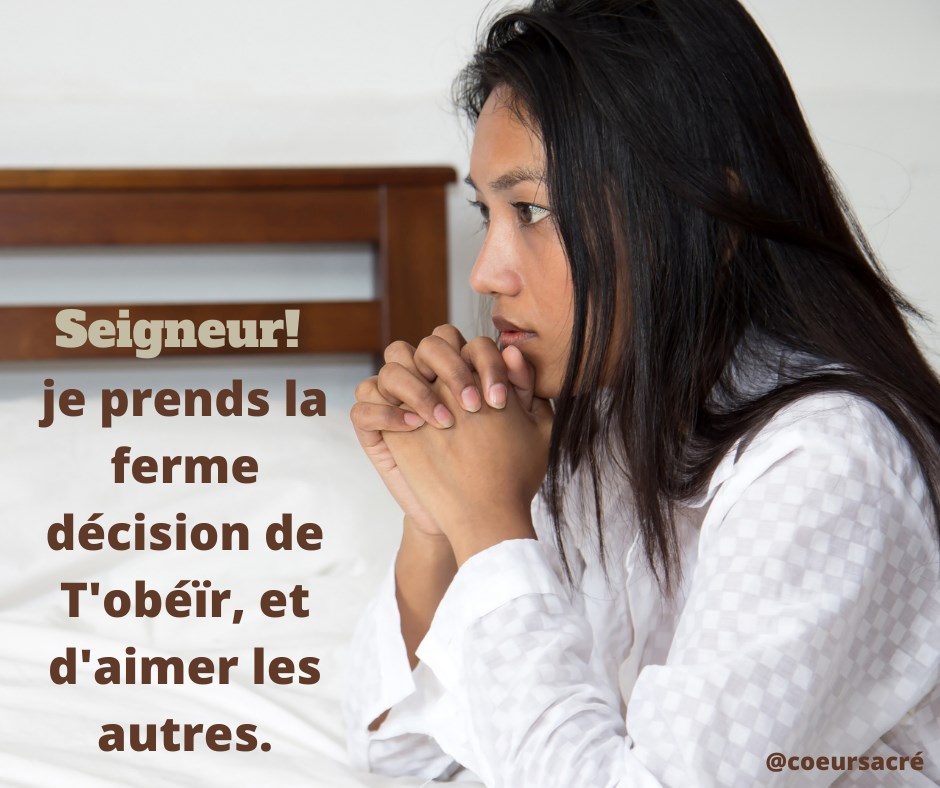 Seigneur!
je prends la
ferme
décision de
T'obéïr, et
d'aimer les
autres.
@coeursacré